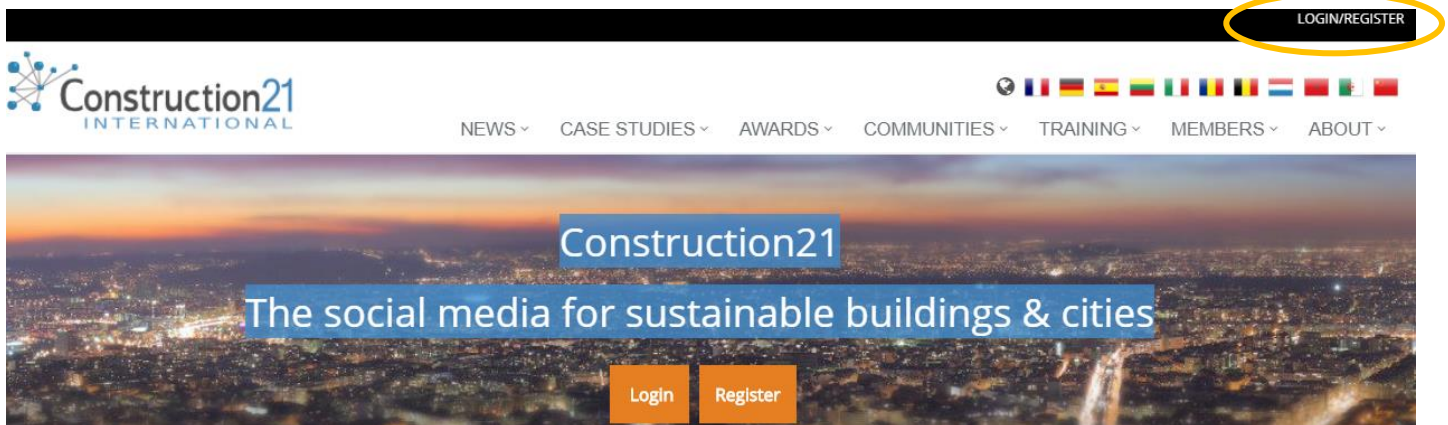 LOGIN/REGISTER
Construction21
INTERNATIONAL
NEWS CASE STUDIES AWARDS COMMUNITIES TRAINING MEMBERS ABOUT
Construction21
The social media for sustainable buildings & cities
Login Register